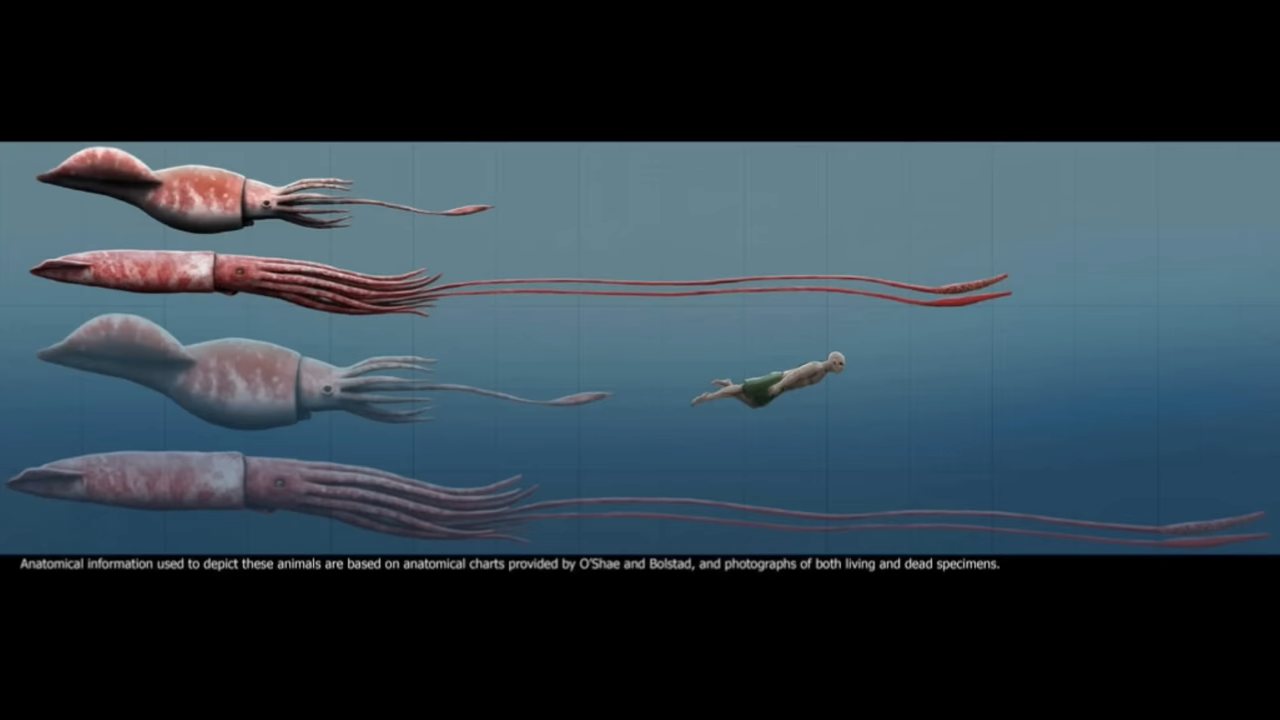 Anatomical information used to depict these animals are based on anatomical charts provided by O'Shae and Bolstad, and photographs of both living and dead specimens.